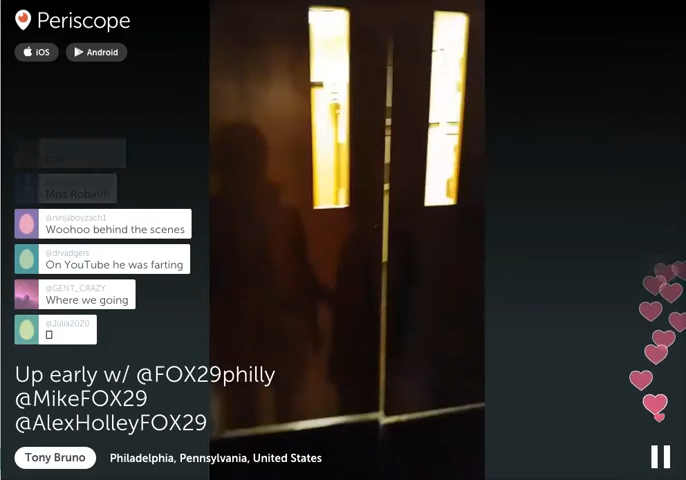 Periscope
iOS
Android
bye
Miss Robin!!!
@ninjaboyzach1
Woohoo behind the scenes
@drvadgers
On YouTube he was farting
@GENT_CRAZY
Where we going
@Julia2020
Up early w/ @FOX29philly
@MikeFOX29
@AlexHolleyFOX29
Tony Bruno
Philadelphia, Pennsylvania, United States